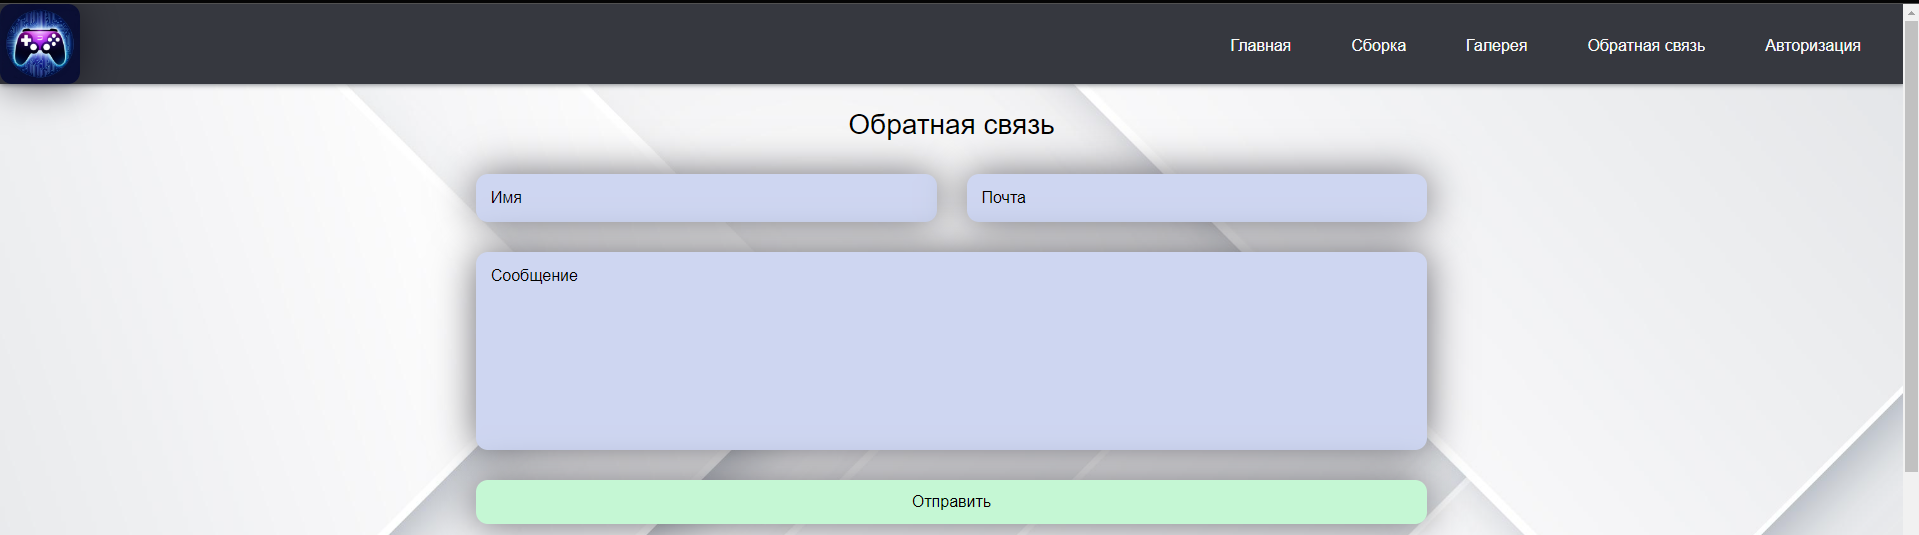 Главная Сборка Галерея Обратная связь Авторизация
Обратная связь
Имя Почта
Сообщение
Отправить